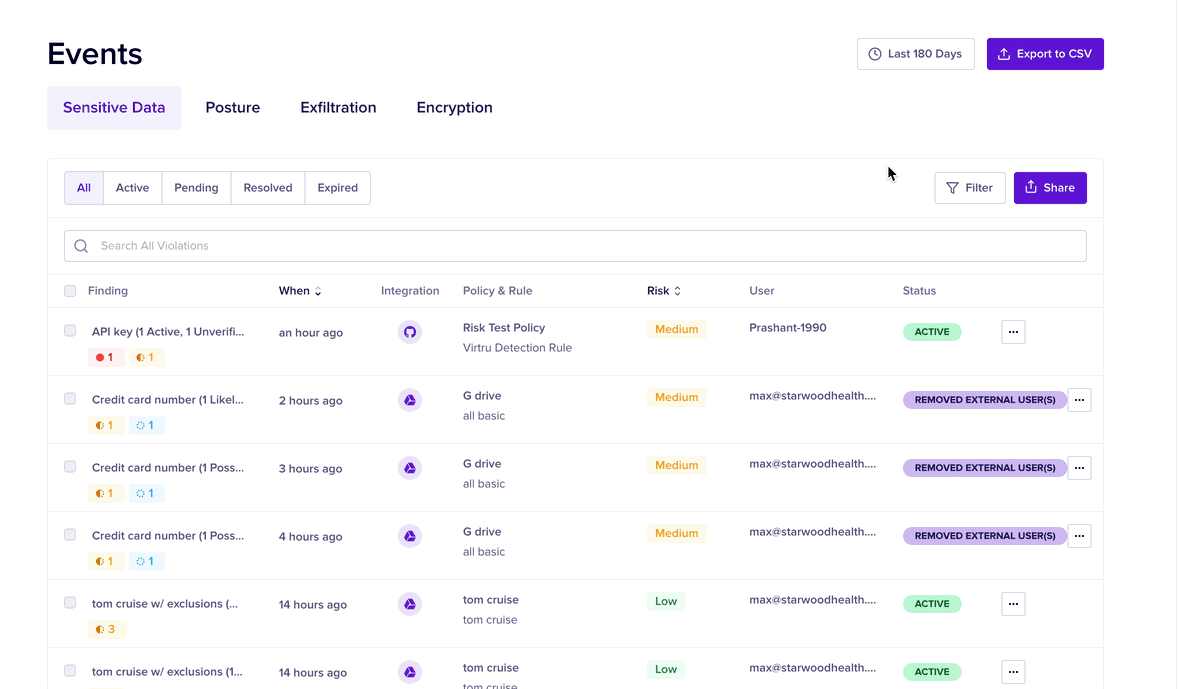 Events
Last 180 Days
Export to CSV
Sensitive Data Posture Exfiltration Encryption
All Active Pending Resolved Expired
Filter
Share
Search All Violations
Finding When Integration Policy & Rule Risk User Status
API key (1 Active, 1 Unverifi... an hour ago Risk Test Policy Medium Prashant-1990 ACTIVE ...
Virtru Detection Rule
1 1
Credit card number (1 Likel... 2 hours ago G drive Medium max@starwoodhealth.... REMOVED EXTERNAL USER(S) ...
all basic
1 1
Credit card number (1 Poss... 3 hours ago G drive Medium max@starwoodhealth.... REMOVED EXTERNAL USER(S) ...
all basic
1 1
Credit card number (1 Poss... 4 hours ago G drive Medium max@starwoodhealth.... REMOVED EXTERNAL USER(S) ...
all basic
1 1
tom cruise w/ exclusions (... 14 hours ago tom cruise Low max@starwoodhealth.... ACTIVE ...
tom cruise
3
tom cruise w/ exclusions (1... 14 hours ago tom cruise Low max@starwoodhealth.... ACTIVE ...
tom cruise